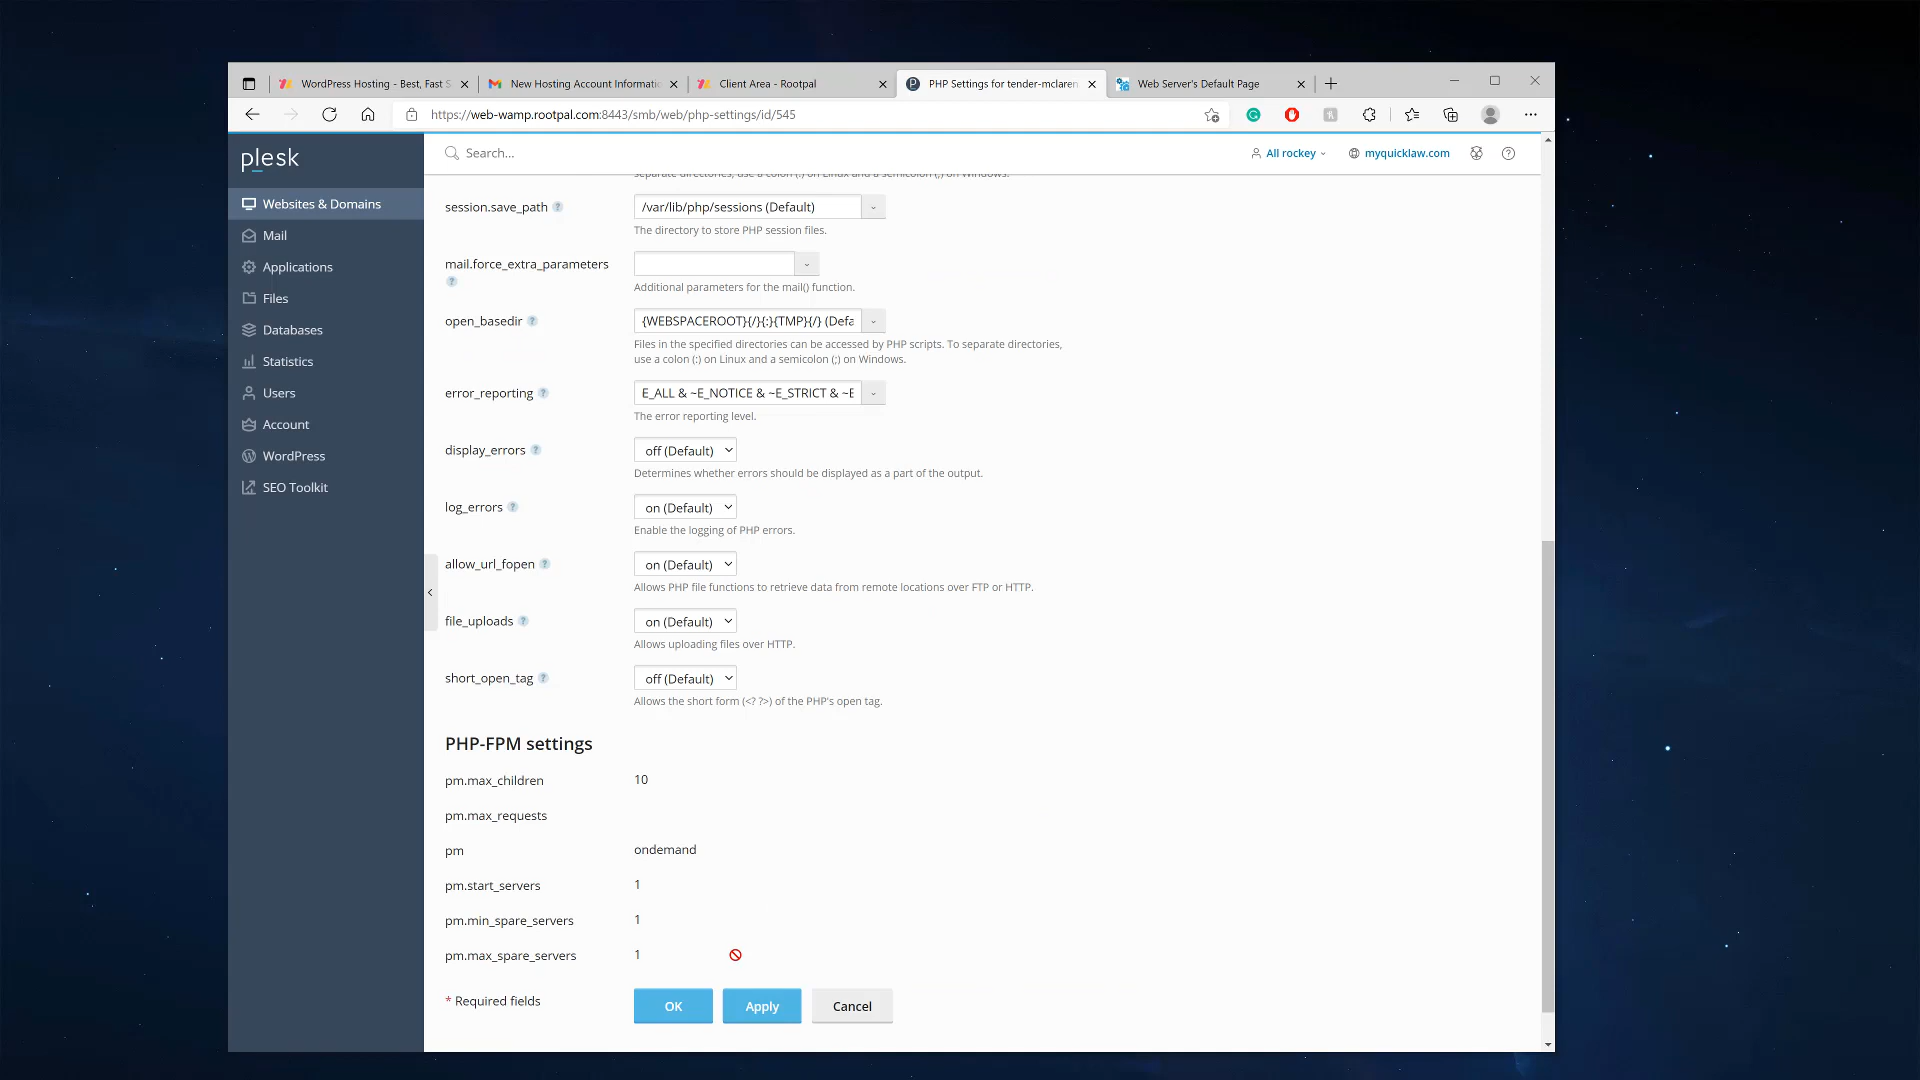 WordPress Hosting - Best, Fast S
New Hosting Account Informatio
Client Area - Rootpal
PHP Settings for tender-mclaren
Web Server's Default Page
https://web-wamp.rootpal.com:8443/smb/web/php-settings/id/545
plesk
Search...
All rockey
myquicklaw.com
Websites & Domains
Mail
Applications
Files
Databases
Statistics
Users
Account
WordPress
SEO Toolkit
separate directories, use a colon (:) on Linux and a semicolon (;) on Windows.
session.save_path ?
/var/lib/php/sessions (Default)
The directory to store PHP session files.
mail.force_extra_parameters
?
Additional parameters for the mail() function.
open_basedir ?
{WEBSPACEROOT}{/}{:}{TMP}{/} (Defa
Files in the specified directories can be accessed by PHP scripts. To separate directories,
use a colon (:) on Linux and a semicolon (;) on Windows.
error_reporting ?
E_ALL & ~E_NOTICE & ~E_STRICT & ~E
The error reporting level.
display_errors ?
off (Default)
Determines whether errors should be displayed as a part of the output.
log_errors ?
on (Default)
Enable the logging of PHP errors.
allow_url_fopen ?
on (Default)
Allows PHP file functions to retrieve data from remote locations over FTP or HTTP.
file_uploads ?
on (Default)
Allows uploading files over HTTP.
short_open_tag ?
off (Default)
Allows the short form (<? ?>) of the PHP's open tag.
PHP-FPM settings
pm.max_children
10
pm.max_requests
pm
ondemand
pm.start_servers
1
pm.min_spare_servers
1
pm.max_spare_servers
1
* Required fields
OK
Apply
Cancel